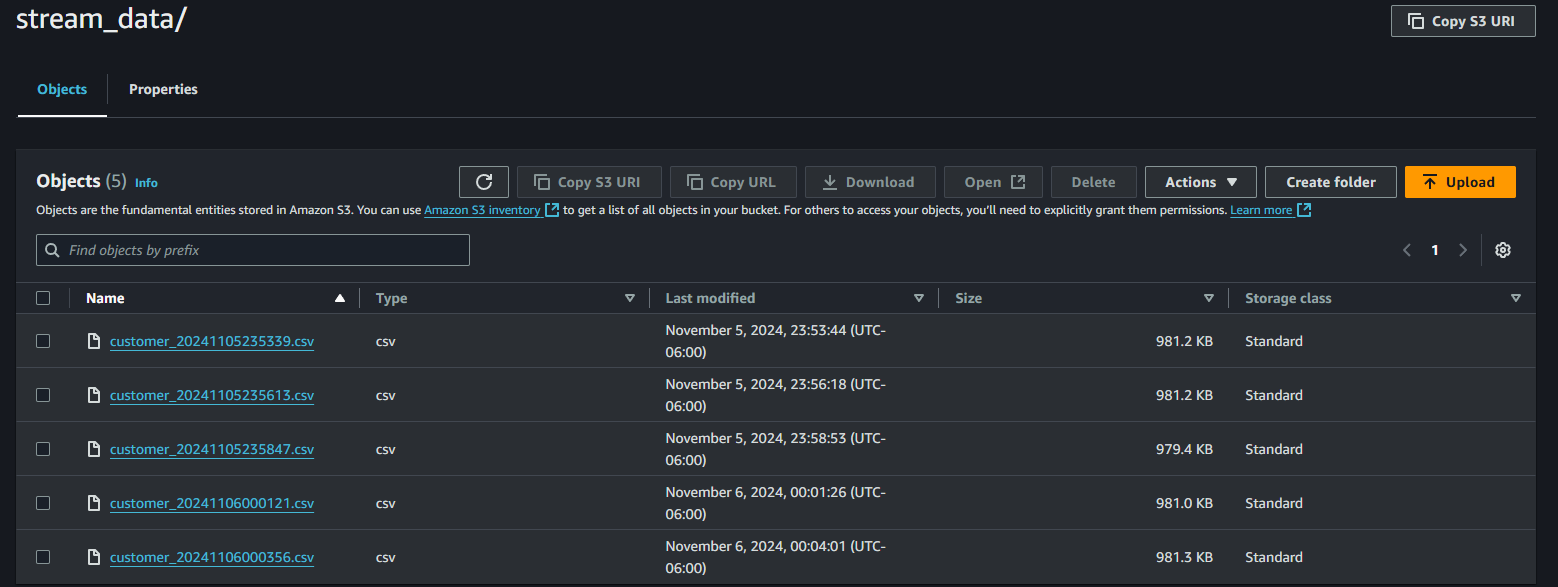 stream_data/
Copy S3 URI
Objects
Properties
Objects (5) Info
Copy S3 URI
Copy URL
Download
Open
Delete
Actions
Create folder
Upload
Objects are the fundamental entities stored in Amazon S3. You can use Amazon S3 inventory to get a list of all objects in your bucket. For others to access your objects, you'll need to explicitly grant them permissions. Learn more
Find objects by prefix
1
Name Type Last modified Size Storage class
customer_20241105235339.csv csv November 5, 2024, 23:53:44 (UTC-
06:00) 981.2 KB Standard
customer_20241105235613.csv csv November 5, 2024, 23:56:18 (UTC-
06:00) 981.2 KB Standard
customer_20241105235847.csv csv November 5, 2024, 23:58:53 (UTC-
06:00) 979.4 KB Standard
customer_20241106000121.csv csv November 6, 2024, 00:01:26 (UTC-
06:00) 981.0 KB Standard
customer_20241106000356.csv csv November 6, 2024, 00:04:01 (UTC-
06:00) 981.3 KB Standard